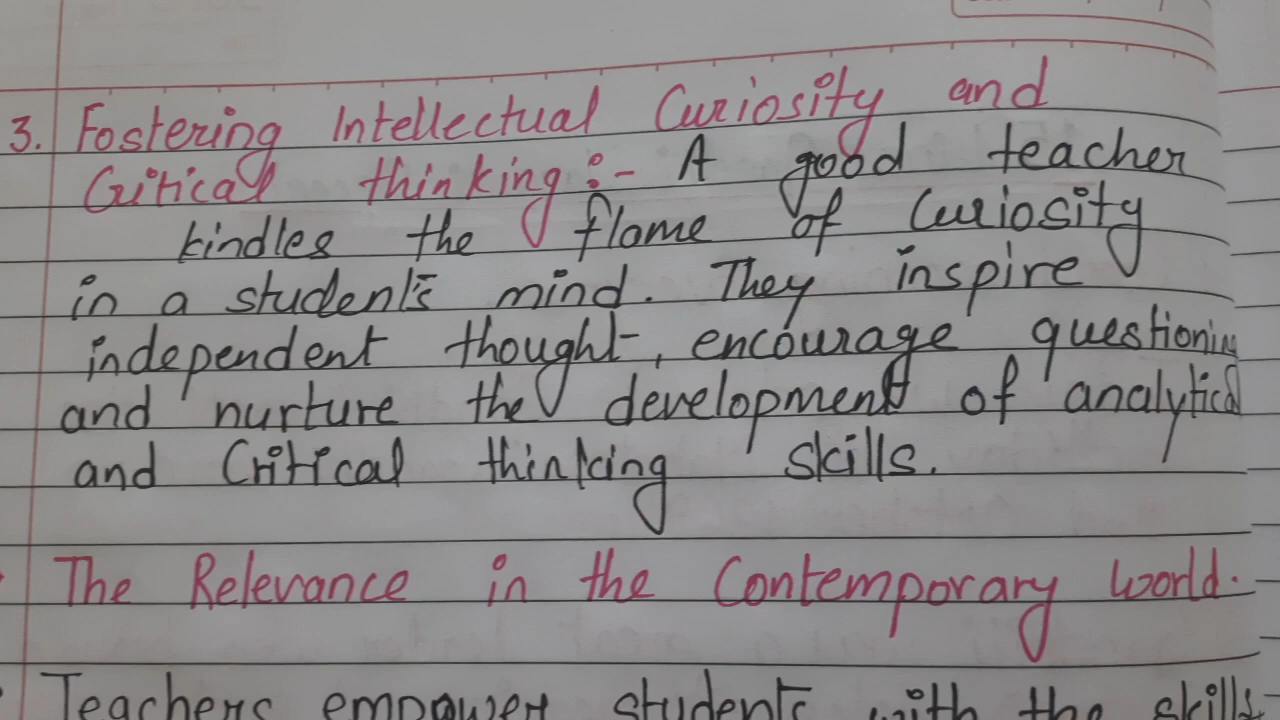 3. Fostering Intellectual Curiosity and
Critical thinking :- A good teacher
kindles the flame of curiosity
in a student's mind. They inspire
independent thought, encourage questioning
and nurture the development of analytical
and Critical thinking skills.
The Relevance in the Contemporary world.
Teachers empower students with the skills